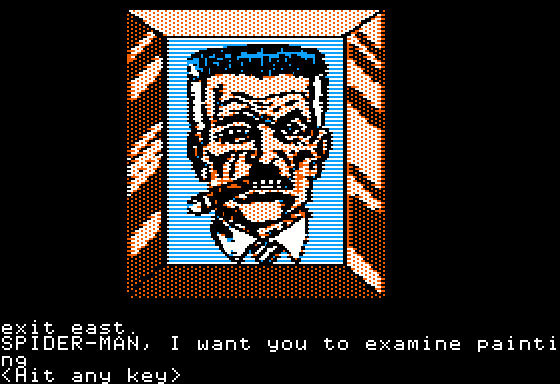 exit east.
SPIDER-MAN, I want you to examine painti
ng
<Hit any key>